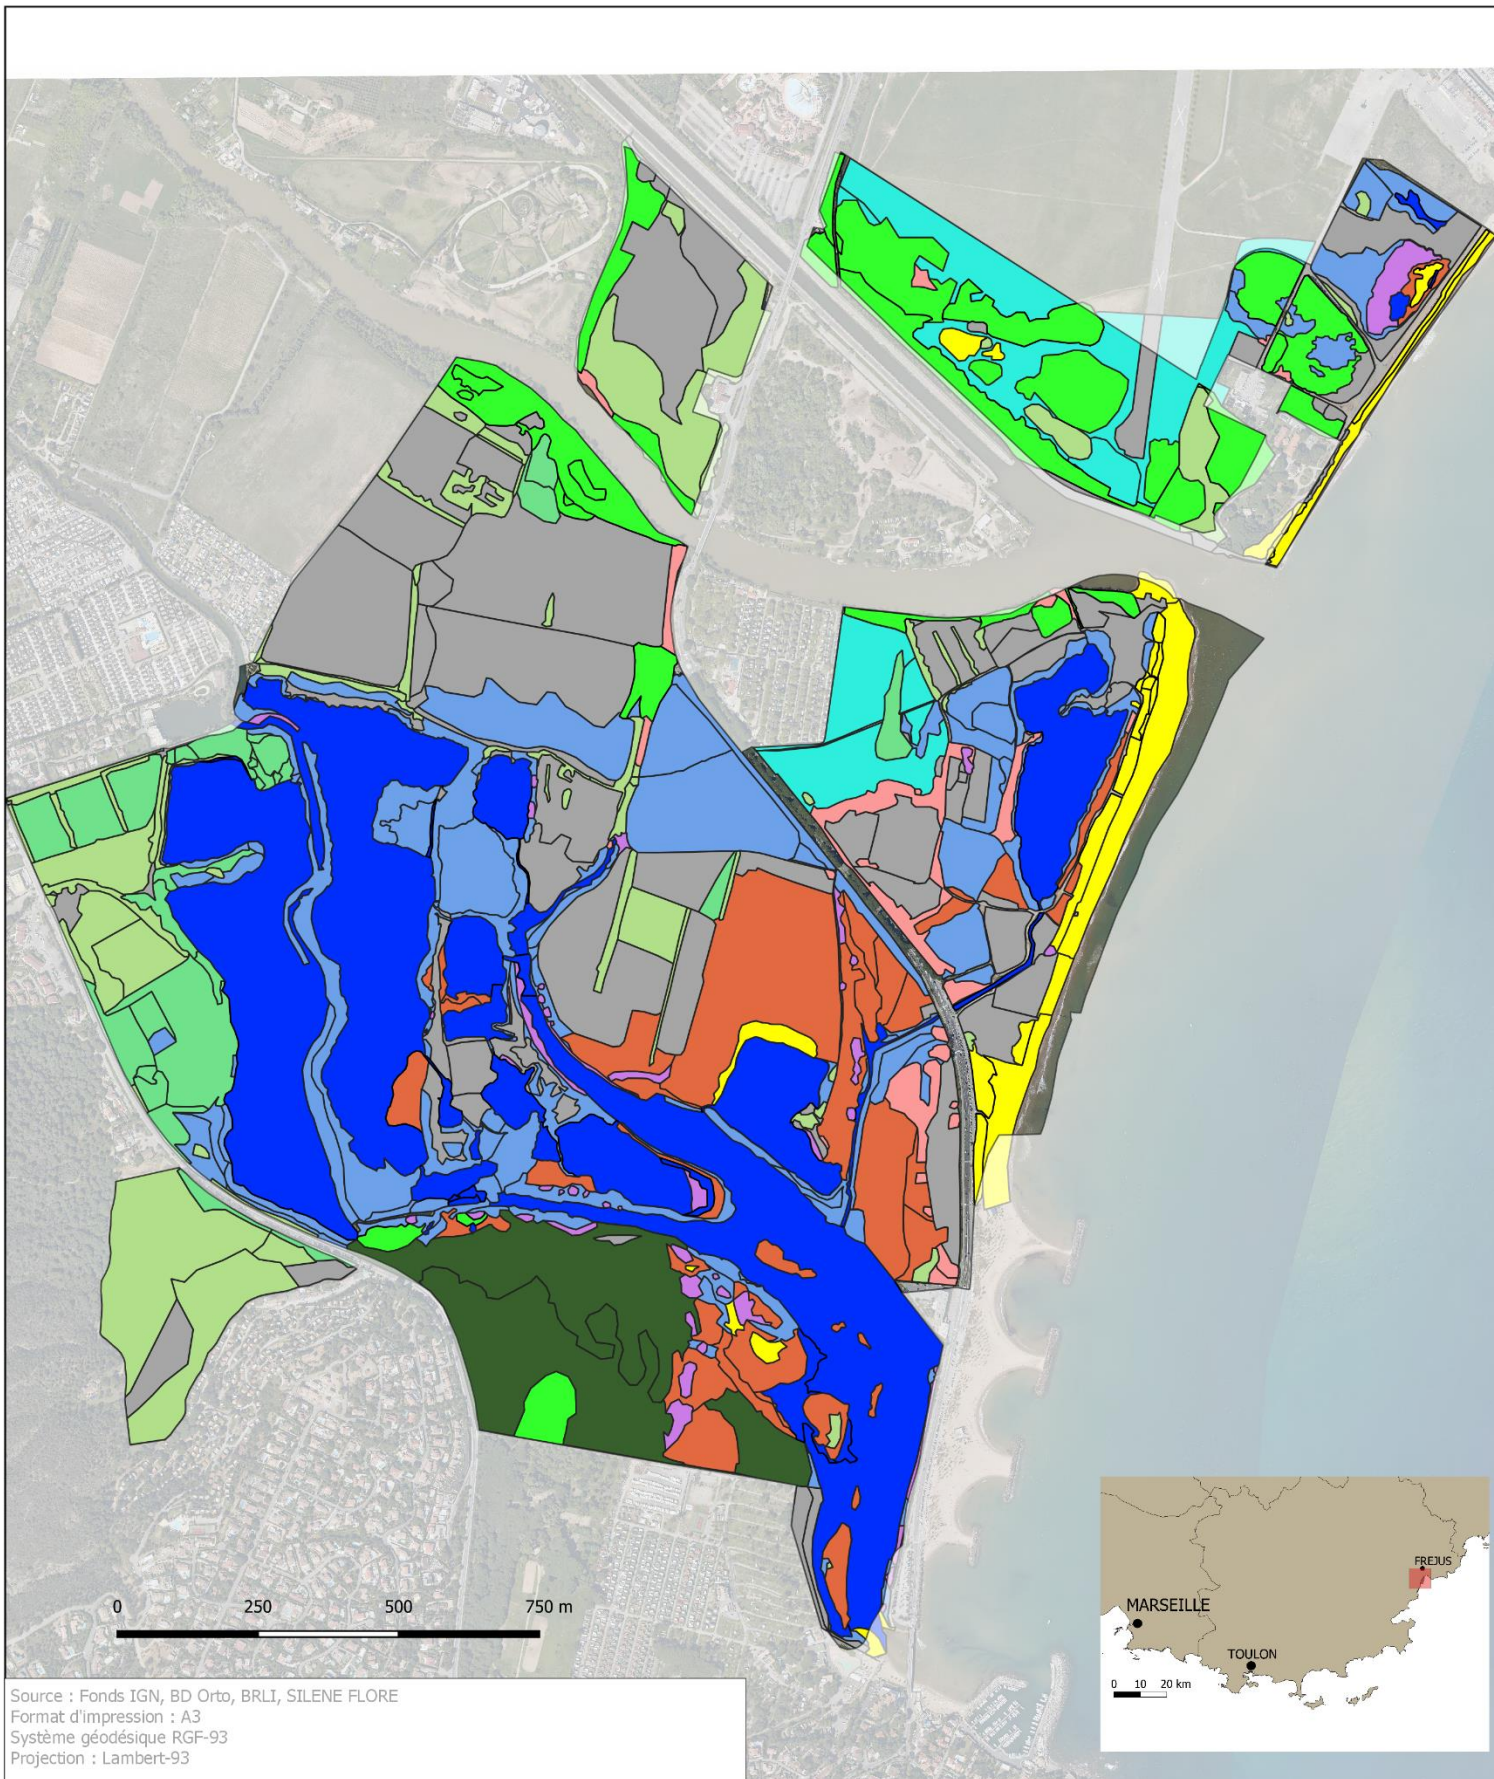 FREJUS
MARSEILLE
TOULON
0 10 20 km
0 250 500 750 m
Source : Fonds IGN, BD Orto, BRLI, SILENE FLORE
Format d'impression : A3
Système géodésique RGF-93
Projection : Lambert-93